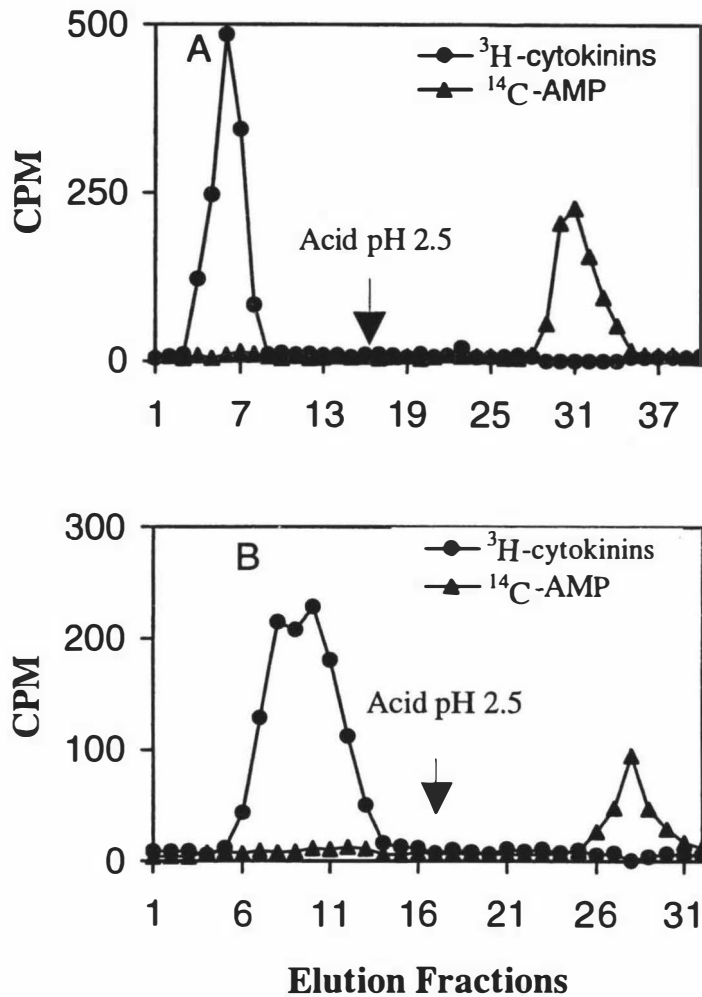 500
A
³H-cytokinins
¹⁴C-AMP
CPM
250
Acid pH 2.5
0
1 7 13 19 25 31 37
300
B
³H-cytokinins
¹⁴C-AMP
200
CPM
Acid pH 2.5
100
0
1 6 11 16 21 26 31
Elution Fractions